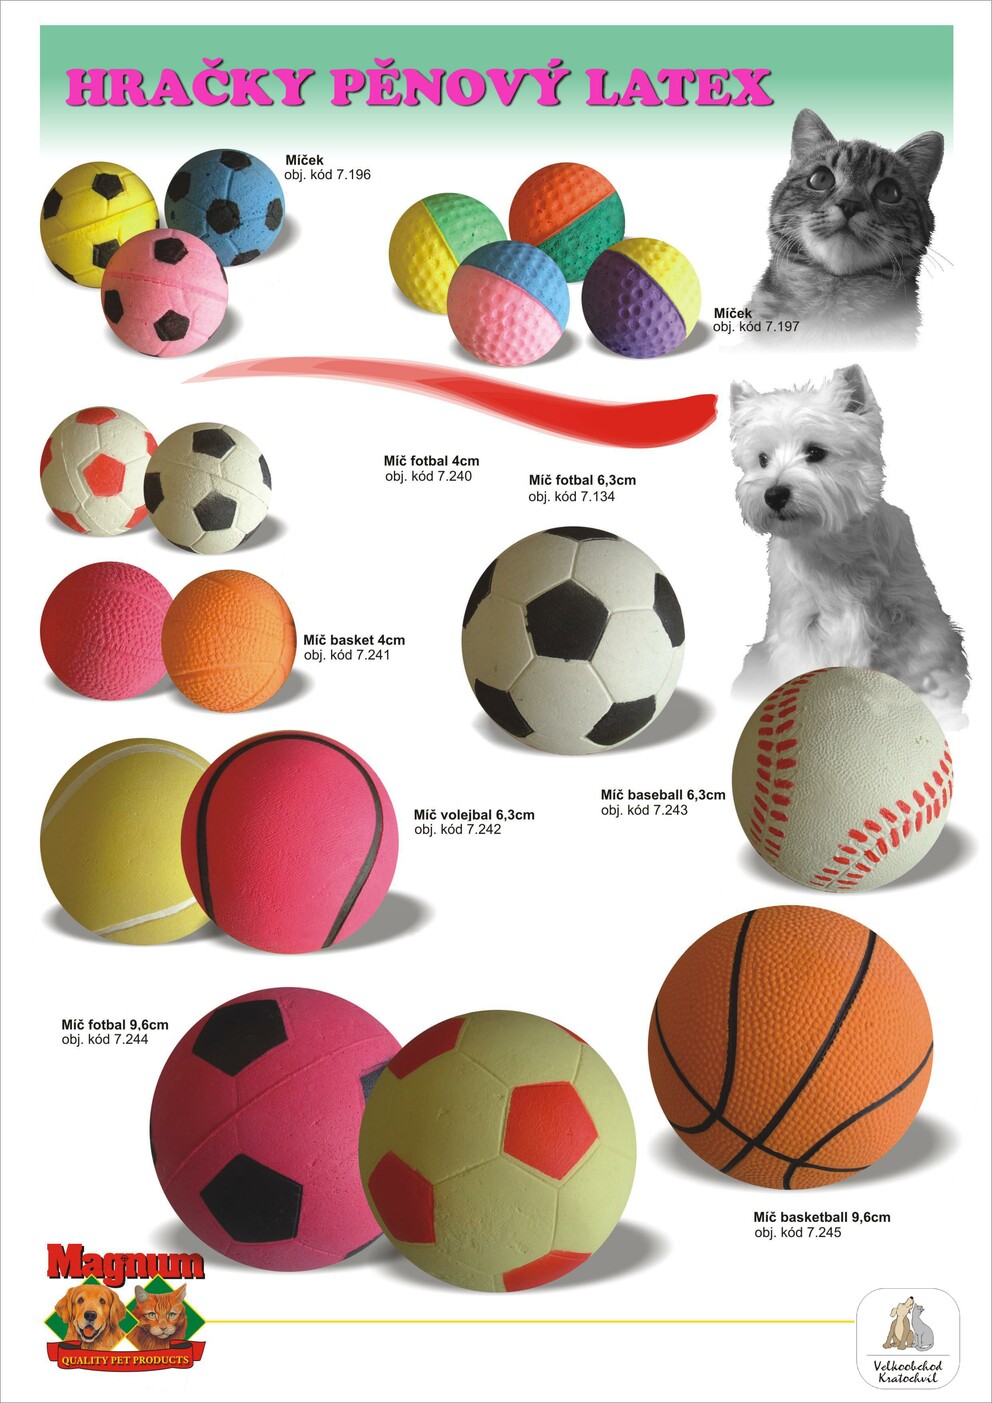 HRAČKY PĚNOVÝ LATEX
Míček
obj. kód 7.196
Míček
obj. kód 7.197
Míč fotbal 4cm
obj. kód 7.240
Míč fotbal 6,3cm
obj. kód 7.134
Míč basket 4cm
obj. kód 7.241
Míč baseball 6,3cm
obj. kód 7.243
Míč volejbal 6,3cm
obj. kód 7.242
Míč fotbal 9,6cm
obj. kód 7.244
Míč basketball 9,6cm
obj. kód 7.245
Magnum
QUALITY PET PRODUCTS
Velkoobchod
Kratochvíl